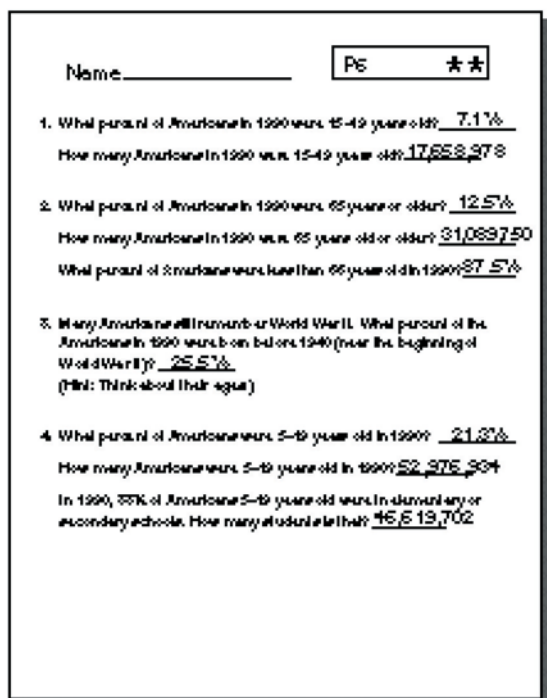 Name
P6 ★★
1. What percent of Americans in 1990 were 15-19 years old? 7.1%
How many Americans in 1990 were 15-19 years old? 17,658,978
2. What percent of Americans in 1990 were 65 years or older? 12.5%
How many Americans in 1990 were 65 years old or older? 31,089,750
What percent of Americans were less than 65 years old in 1990? 87.5%
3. Many Americans still remember World War II. What percent of the
Americans in 1990 were born before 1940 (near the beginning of
World War II)? 25.5%
(Hint: Think about their ages)
4. What percent of Americans were 5-19 years old in 1990? 21.3%
How many Americans were 5-19 years old in 1990? 52,976,934
In 1990, 88% of Americans 5-19 years old were in elementary or
secondary schools. How many students is that? 46,619,702